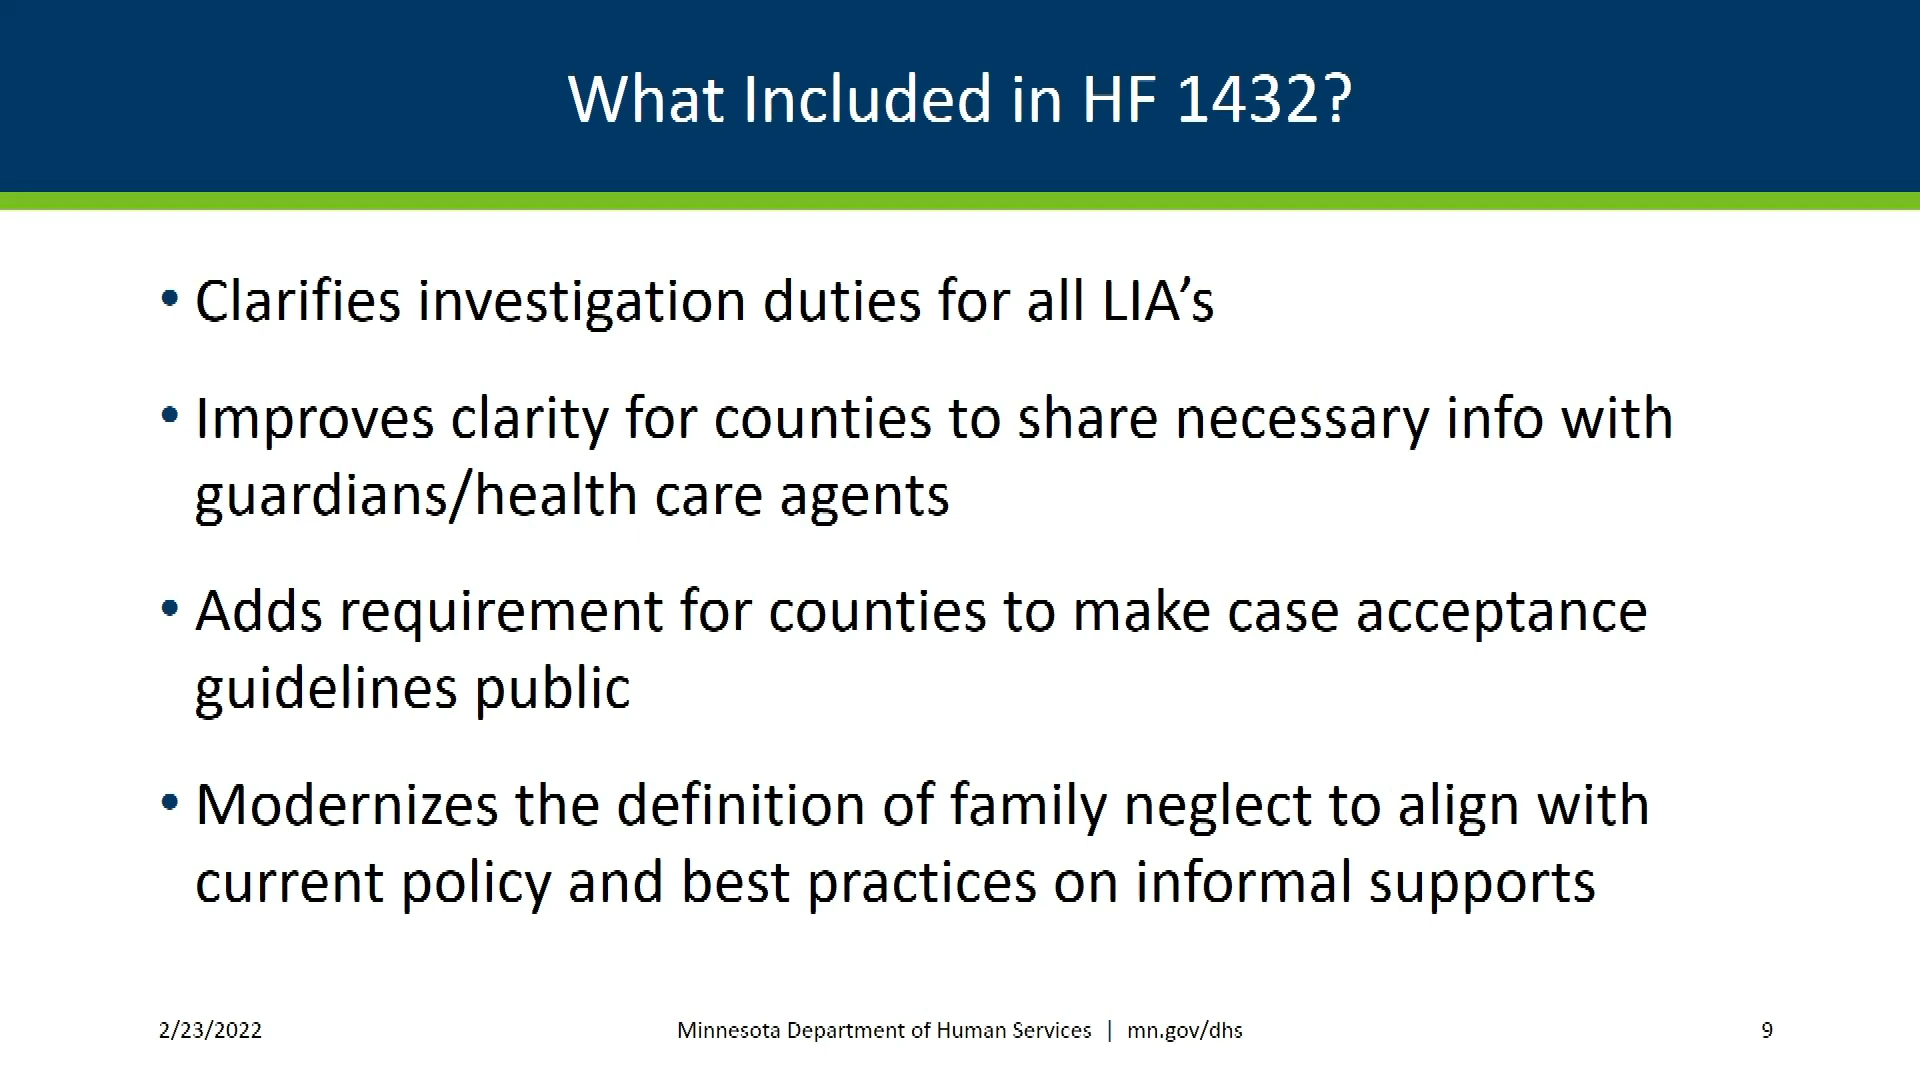 What Included in HF 1432?
• Clarifies investigation duties for all LIA’s
• Improves clarity for counties to share necessary info with
guardians/health care agents
• Adds requirement for counties to make case acceptance
guidelines public
• Modernizes the definition of family neglect to align with
current policy and best practices on informal supports
2/23/2022 Minnesota Department of Human Services | mn.gov/dhs 9